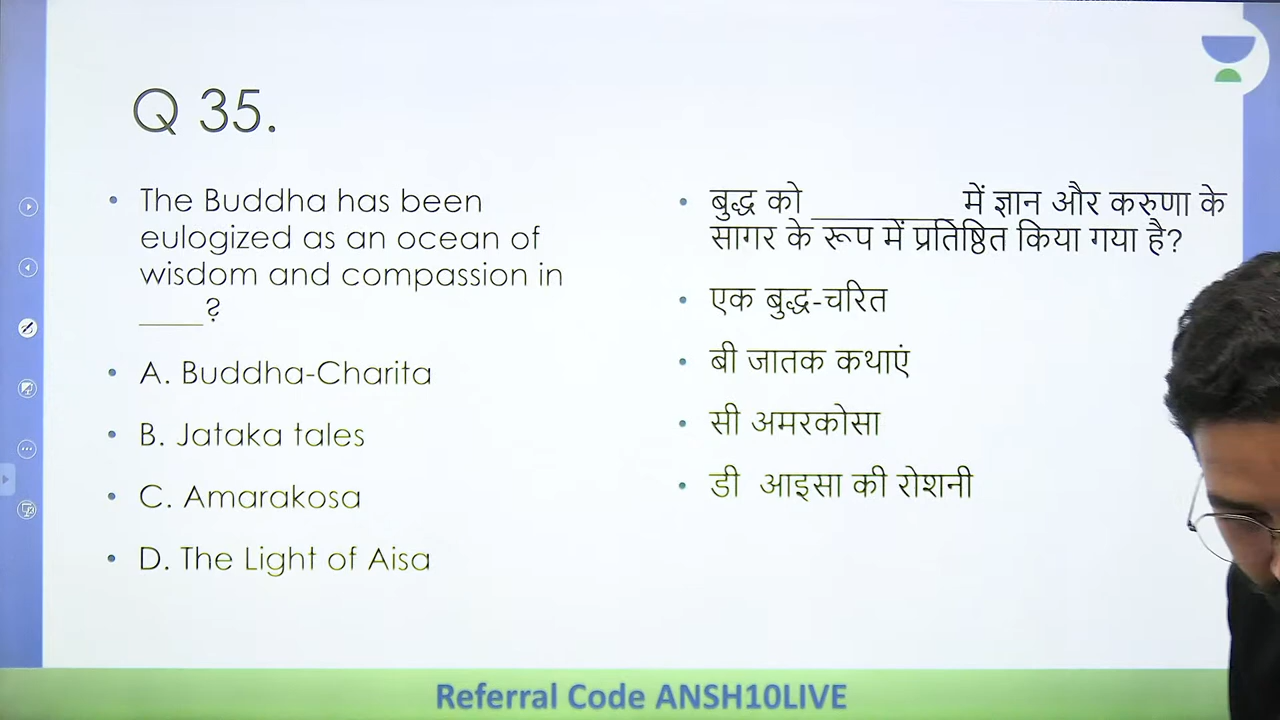 Q 35.
• The Buddha has been
eulogized as an ocean of
wisdom and compassion in
____?
• A. Buddha-Charita
• B. Jataka tales
• C. Amarakosa
• D. The Light of Aisa
• बुद्ध को _________ में ज्ञान और करुणा के
सागर के रूप में प्रतिष्ठित किया गया है?
• एक बुद्ध-चरित
• बी जातक कथाएं
• सी अमरकोसा
• डी आइसा की रोशनी
Referral Code ANSH10LIVE